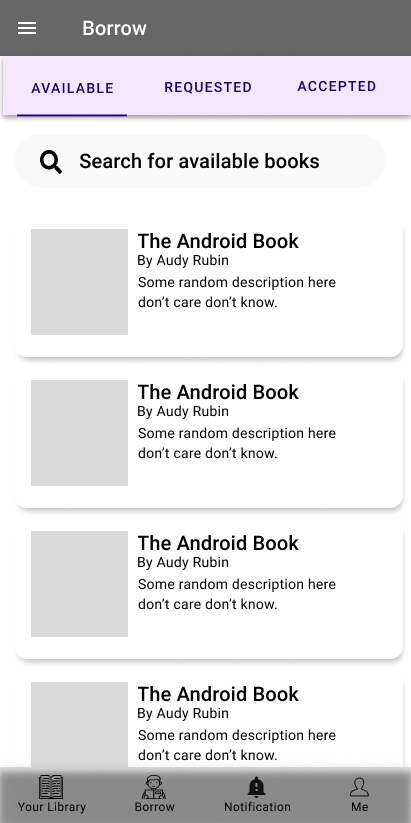 Borrow
AVAILABLE
REQUESTED
ACCEPTED
Search for available books
The Android Book
By Audy Rubin
Some random description here
don’t care don’t know.
The Android Book
By Audy Rubin
Some random description here
don’t care don’t know.
The Android Book
By Audy Rubin
Some random description here
don’t care don’t know.
The Android Book
By Audy Rubin
Some random description here
don’t care don’t know.
Your Library
Borrow
Notification
Me